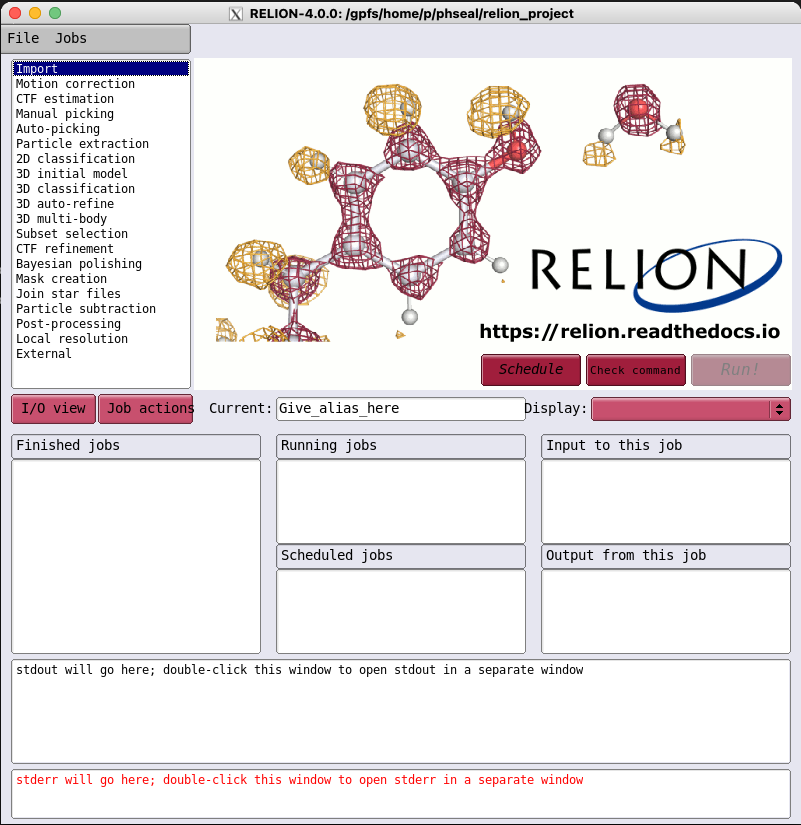 RELION-4.0.0: /gpfs/home/p/phseal/relion_project
File Jobs
Import
Motion correction
CTF estimation
Manual picking
Auto-picking
Particle extraction
2D classification
3D initial model
3D classification
3D auto-refine
3D multi-body
Subset selection
CTF refinement
Bayesian polishing
Mask creation
Join star files
Particle subtraction
Post-processing
Local resolution
External
RELION
https://relion.readthedocs.io
Schedule Check command Run!
I/O view Job actions Current: Give_alias_here Display:
Finished jobs Running jobs Input to this job
Scheduled jobs Output from this job
stdout will go here; double-click this window to open stdout in a separate window
stderr will go here; double-click this window to open stderr in a separate window